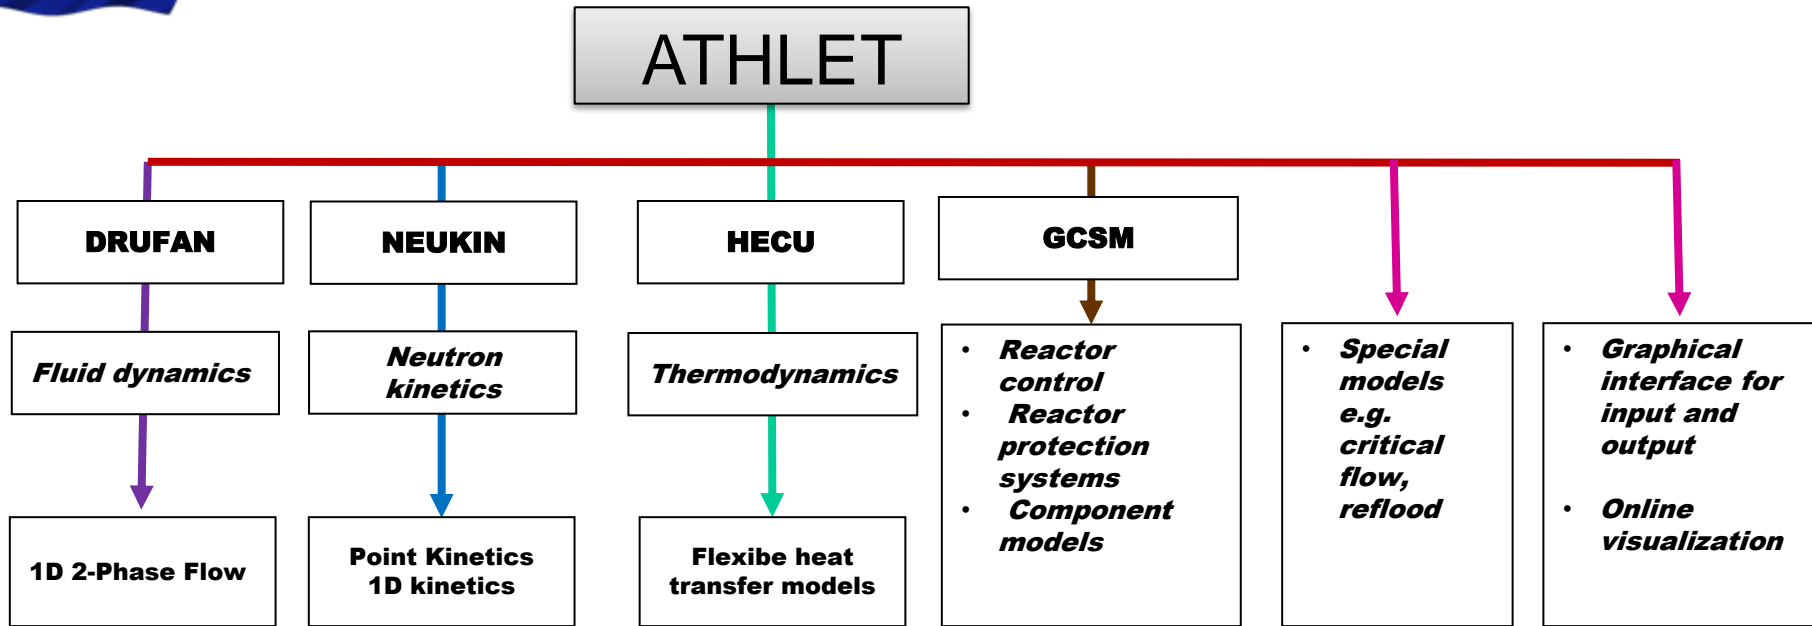 ATHLET
DRUFAN
NEUKIN
HECU
GCSM
Fluid dynamics
Neutron
kinetics
Thermodynamics
1D 2-Phase Flow
Point Kinetics
1D kinetics
Flexibe heat
transfer models
• Reactor
control
• Reactor
protection
systems
• Component
models
• Special
models
e.g.
critical
flow,
reflood
• Graphical
interface for
input and
output
• Online
visualization